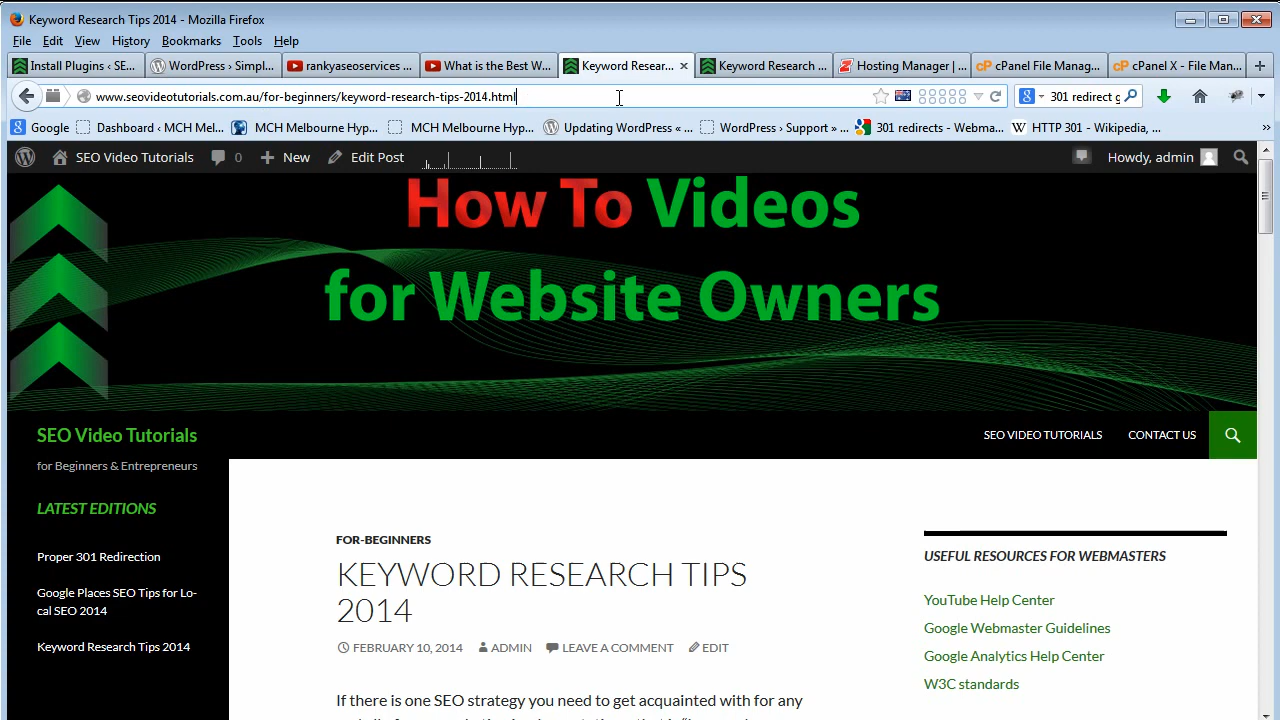 Keyword Research Tips 2014 - Mozilla Firefox
File Edit View History Bookmarks Tools Help
Install Plugins ‹ SE... WordPress › Simpl... rankyaseoservices ... What is the Best W... Keyword Resear... Keyword Research ... Hosting Manager | ... cPanel File Manag... cPanel X - File Man...
www.seovideotutorials.com.au/for-beginners/keyword-research-tips-2014.html 301 redirect g
Google Dashboard ‹ MCH Mel... MCH Melbourne Hyp... MCH Melbourne Hyp... Updating WordPress « ... WordPress › Support » ... 301 redirects - Webma... HTTP 301 - Wikipedia, ... »
SEO Video Tutorials 0 New Edit Post Howdy, admin
How To Videos
for Website Owners
SEO Video Tutorials
for Beginners & Entrepreneurs
SEO VIDEO TUTORIALS CONTACT US
LATEST EDITIONS
Proper 301 Redirection
Google Places SEO Tips for Lo-
cal SEO 2014
Keyword Research Tips 2014
FOR-BEGINNERS
KEYWORD RESEARCH TIPS
2014
FEBRUARY 10, 2014 ADMIN LEAVE A COMMENT EDIT
If there is one SEO strategy you need to get acquainted with for any
USEFUL RESOURCES FOR WEBMASTERS
YouTube Help Center
Google Webmaster Guidelines
Google Analytics Help Center
W3C standards